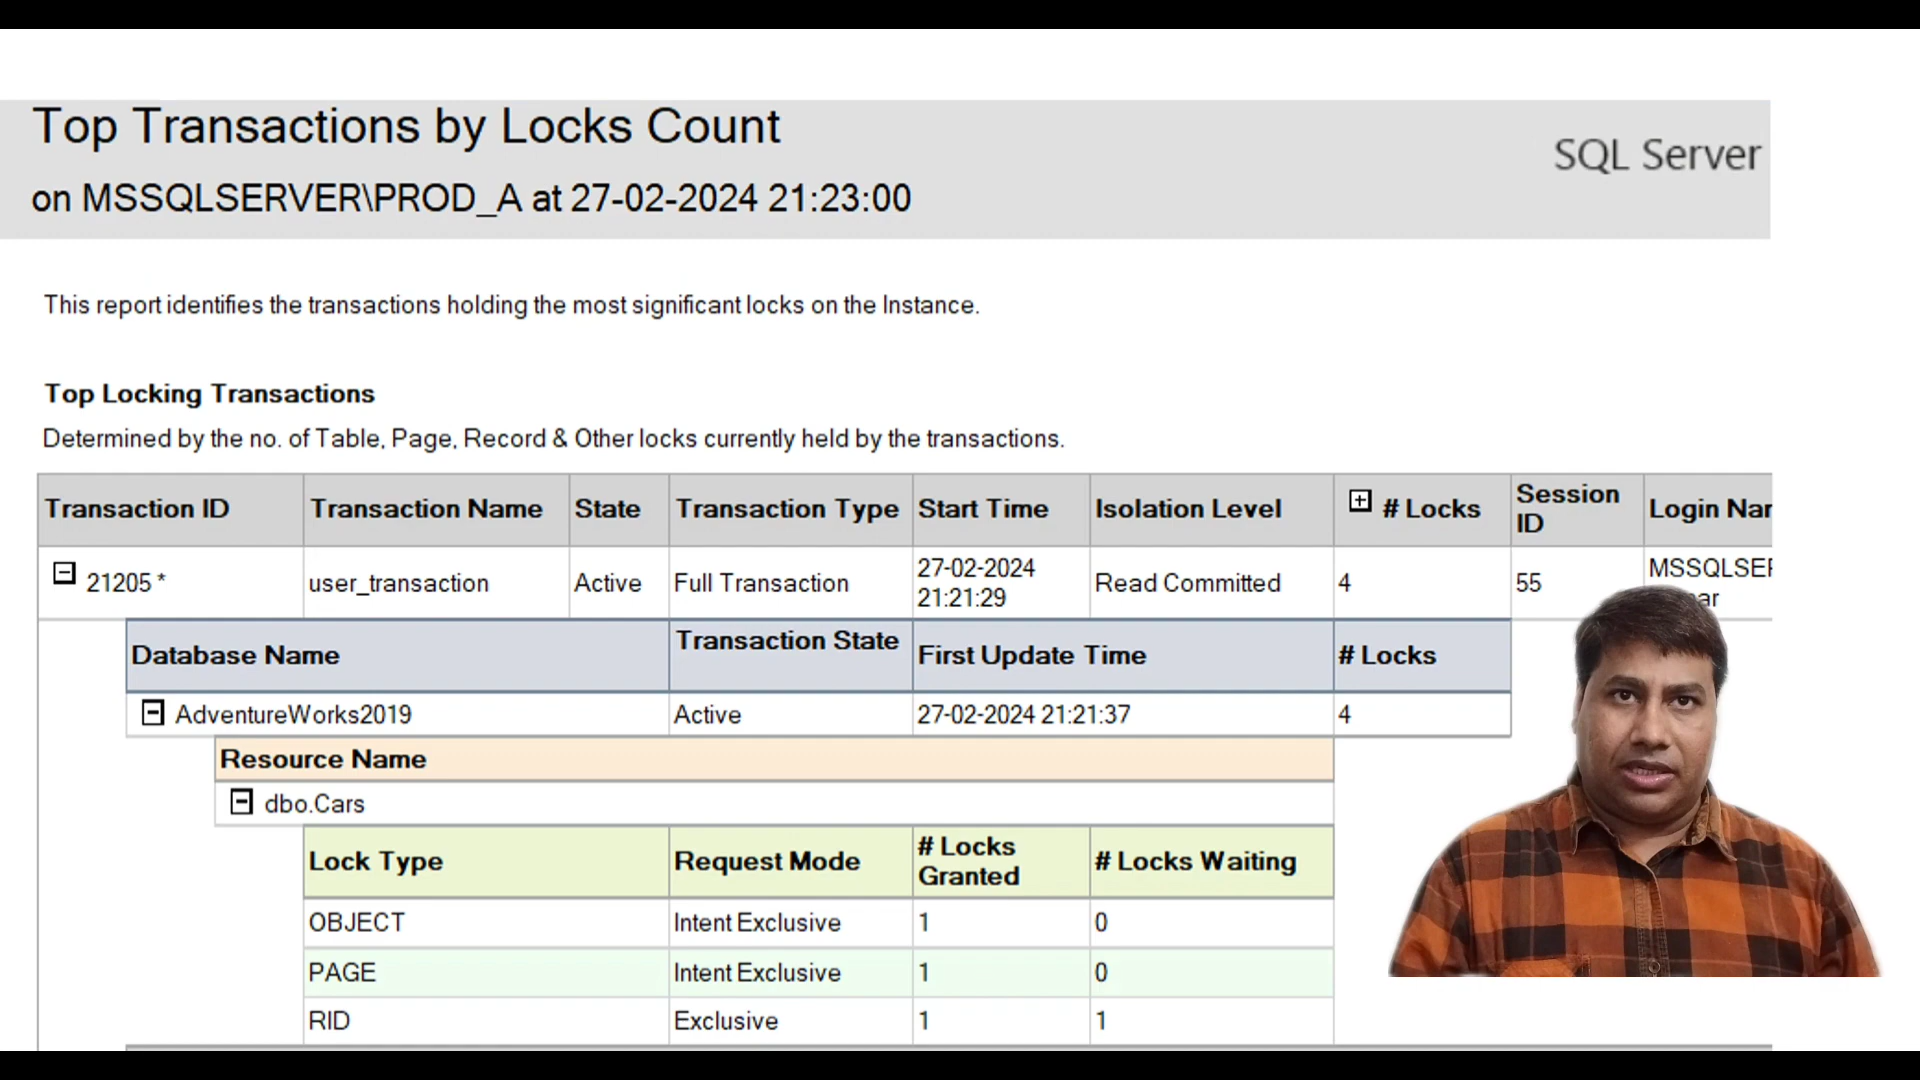 Top Transactions by Locks Count
SQL Server
on MSSQLSERVER\PROD_A at 27-02-2024 21:23:00
This report identifies the transactions holding the most significant locks on the Instance.
Top Locking Transactions
Determined by the no. of Table, Page, Record & Other locks currently held by the transactions.
Transaction ID Transaction Name State Transaction Type Start Time Isolation Level # Locks Session ID Login
21205 * user_transaction Active Full Transaction 27-02-2024 21:21:29 Read Committed 4 55
Database Name Transaction State First Update Time # Locks
AdventureWorks2019 Active 27-02-2024 21:21:37 4
Resource Name
dbo.Cars
Lock Type Request Mode # Locks Granted # Locks Waiting
OBJECT Intent Exclusive 1 0
PAGE Intent Exclusive 1 0
RID Exclusive 1 1